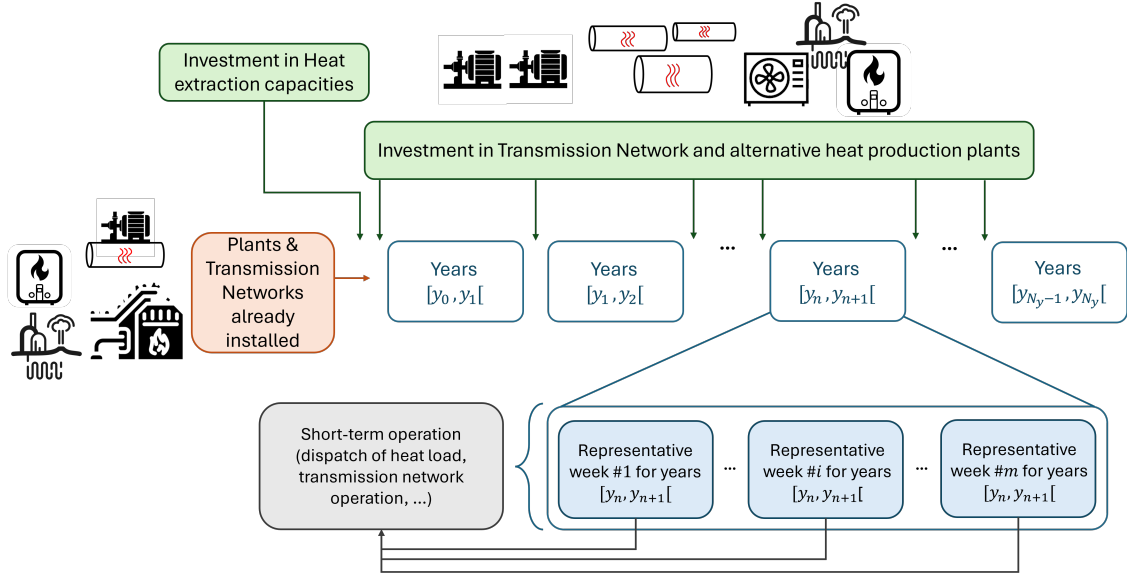 Investment in Heat
extraction capacities
Investment in Transmission Network and alternative heat production plants
Plants &
Transmission
Networks
already
installed
Years
[y₀, y₁[
Years
[y₁, y₂[
...
Years
[yₙ, yₙ₊₁[
...
Years
[y_{N_y−1}, y_{N_y}[
Short-term operation
(dispatch of heat load,
transmission network
operation, ...)
Representative
week #1 for years
[yₙ, yₙ₊₁[
...
Representative
week #i for years
[yₙ, yₙ₊₁[
...
Representative
week #m for years
[yₙ, yₙ₊₁[